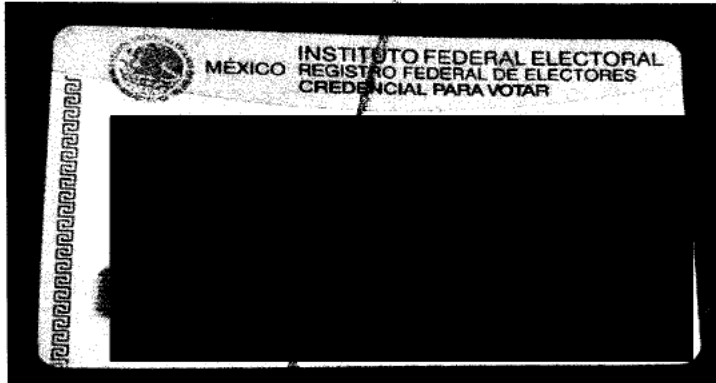 MÉXICO INSTITUTO FEDERAL ELECTORAL
REGISTRO FEDERAL DE ELECTORES
CREDENCIAL PARA VOTAR